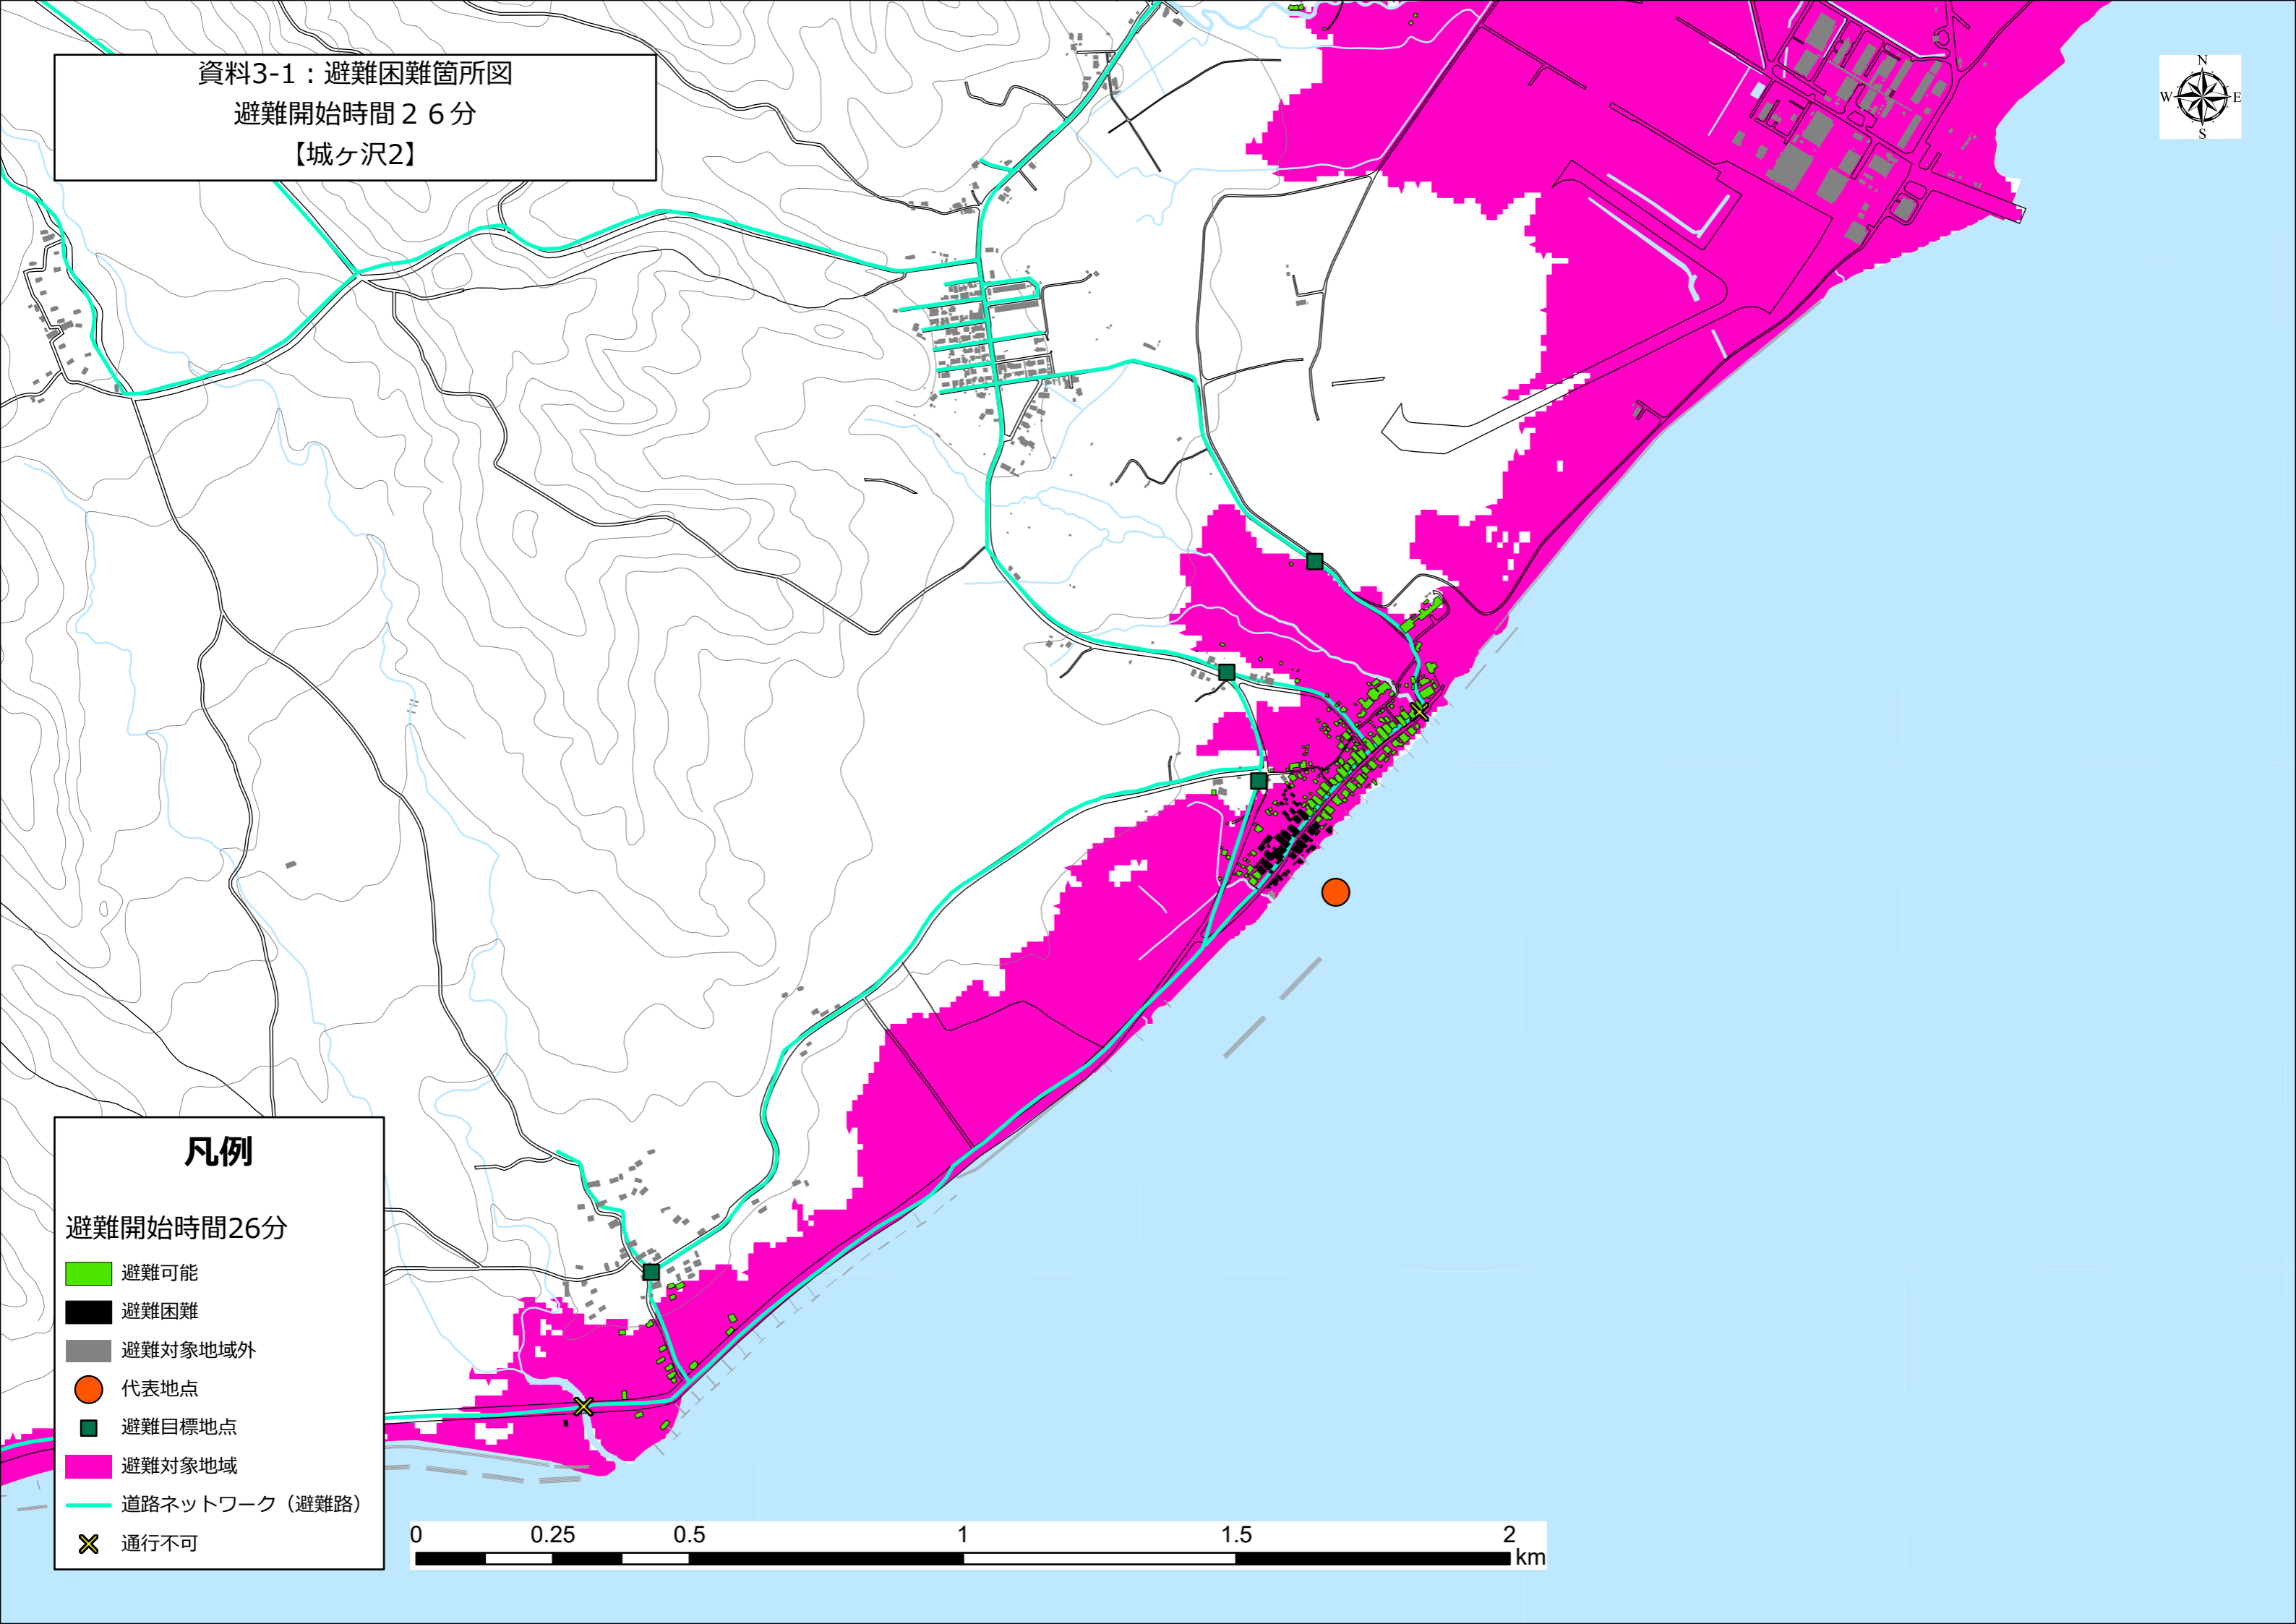 資料3-1：避難困難箇所図
避難開始時間２６分
【城ヶ沢2】
N
W E
S
凡例
避難開始時間26分
避難可能
避難困難
避難対象地域外
代表地点
避難目標地点
避難対象地域
道路ネットワーク（避難路）
通行不可
0 0.25 0.5 1 1.5 2
km